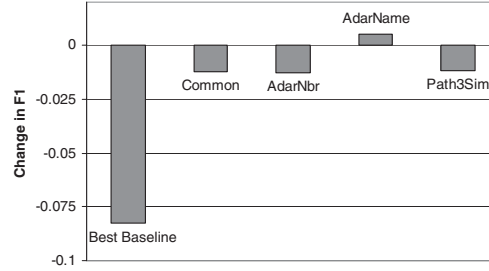 AdarName
0
Common
AdarNbr
Path3Sim
-0.025
-0.05
-0.075
Best Baseline
-0.1
Change in F1